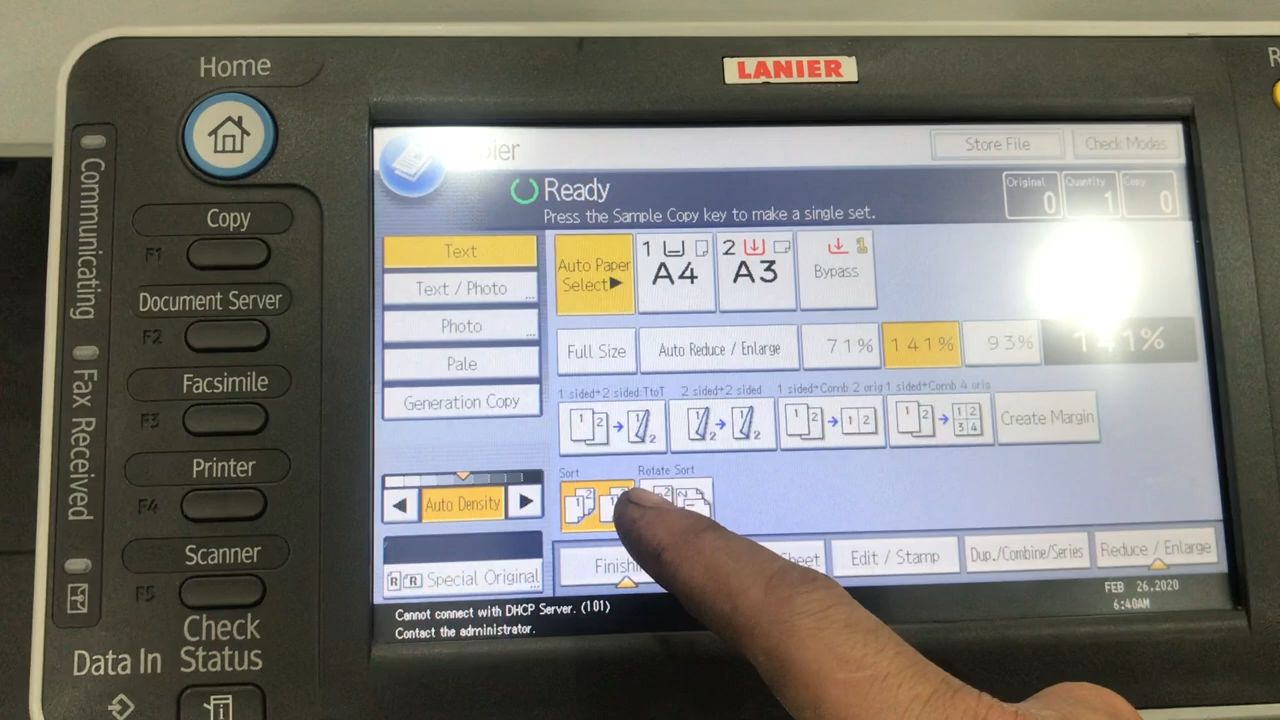 Home
LANIER
Store File
Check Modes
Ready
Press the Sample Copy key to make a single set.
Original
Quantity
Copy
0
1
0
Communicating
Fax Received
Copy
F1
Document Server
F2
Facsimile
F3
Printer
F4
Scanner
F5
Check
Status
Data In
Text
Text / Photo
Photo
Pale
Generation Copy
Auto Density
Special Original
Auto Paper
Select▶
1
A4
2
A3
Bypass
Full Size
Auto Reduce / Enlarge
71%
141%
93%
141%
1 sided→2 sided:TtoT
2 sided→2 sided
1 sided→Comb 2 orig
1 sided→Comb 4 orig
Create Margin
Sort
Rotate Sort
Edit / Stamp
Dup./Combine/Series
Reduce / Enlarge
Cannot connect with DHCP Server. (101)
Contact the administrator.
FEB 26,2020
6:40AM